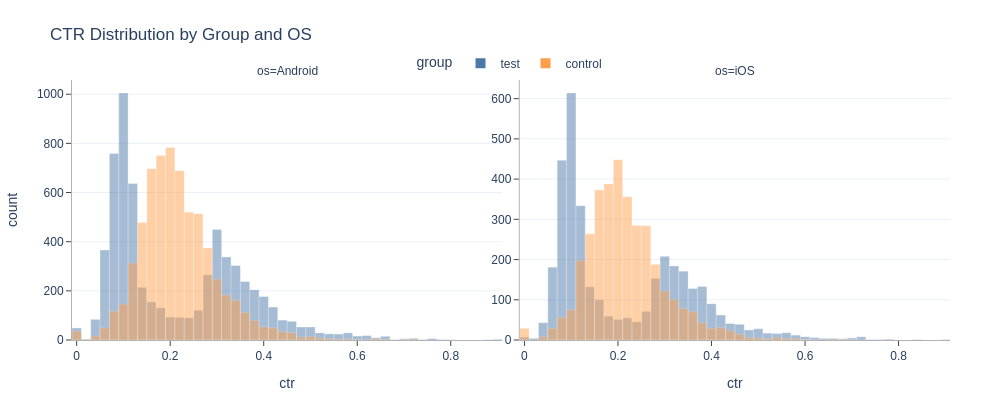 CTR Distribution by Group and OS
group test control
os=Android
os=iOS
count
1000
800
600
400
200
0
0 0.2 0.4 0.6 0.8
ctr
600
500
400
300
200
100
0
0 0.2 0.4 0.6 0.8
ctr